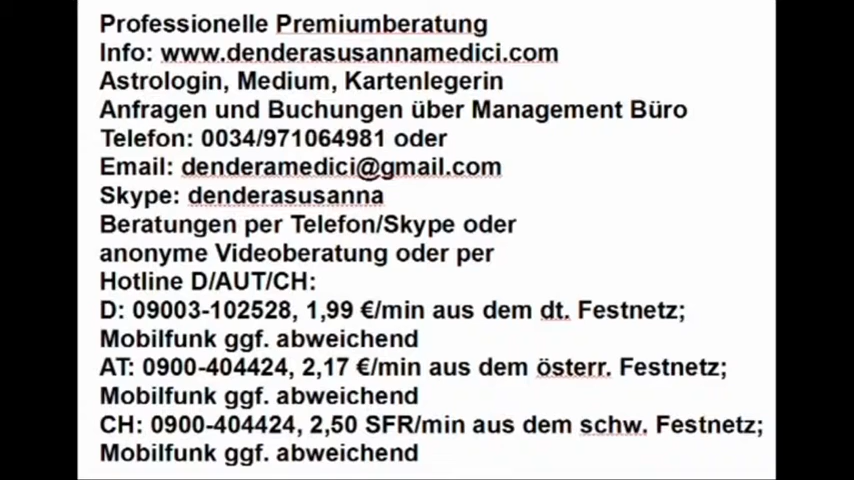 Professionelle Premiumberatung
Info: www.denderasusannamedici.com
Astrologin, Medium, Kartenlegerin
Anfragen und Buchungen über Management Büro
Telefon: 0034/971064981 oder
Email: denderamedici@gmail.com
Skype: denderasusanna
Beratungen per Telefon/Skype oder
anonyme Videoberatung oder per
Hotline D/AUT/CH:
D: 09003-102528, 1,99 €/min aus dem dt. Festnetz;
Mobilfunk ggf. abweichend
AT: 0900-404424, 2,17 €/min aus dem österr. Festnetz;
Mobilfunk ggf. abweichend
CH: 0900-404424, 2,50 SFR/min aus dem schw. Festnetz;
Mobilfunk ggf. abweichend